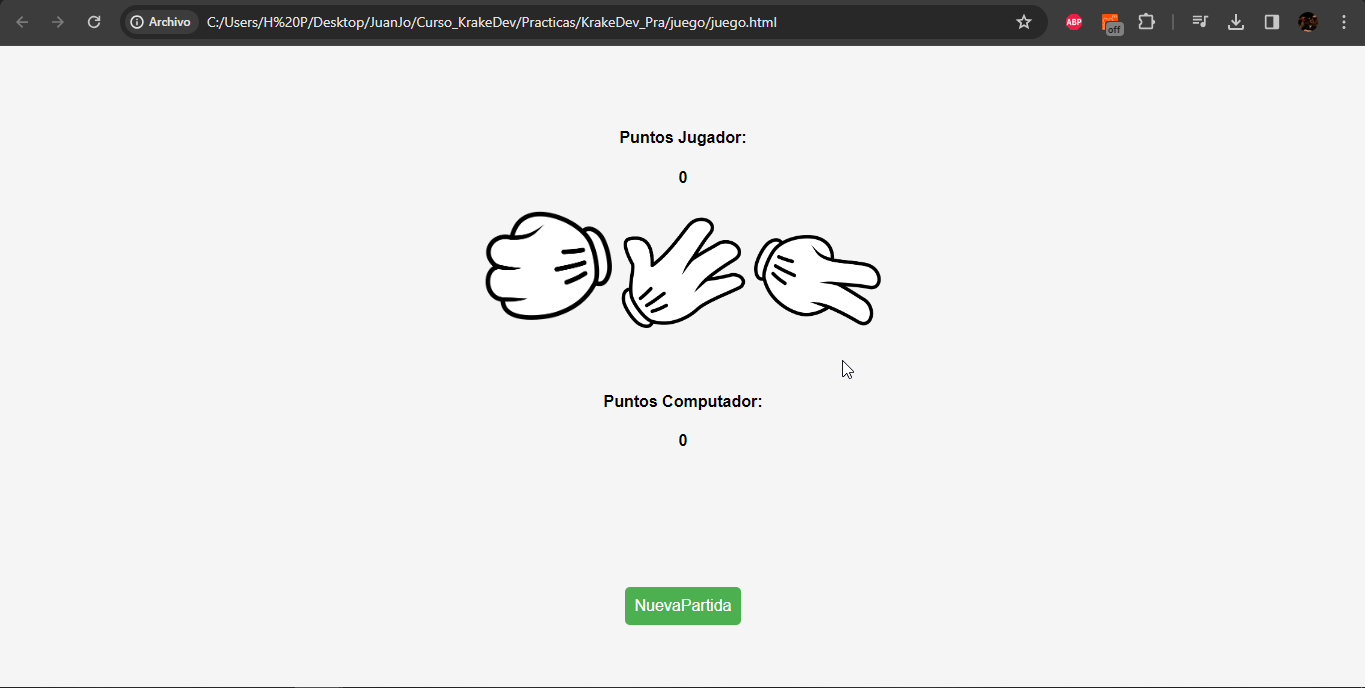 Archivo
C:/Users/H%20P/Desktop/JuanJo/Curso_KrakeDev/Practicas/KrakeDev_Pra/juego/juego.html
ABP
off
Puntos Jugador:
0
Puntos Computador:
0
NuevaPartida